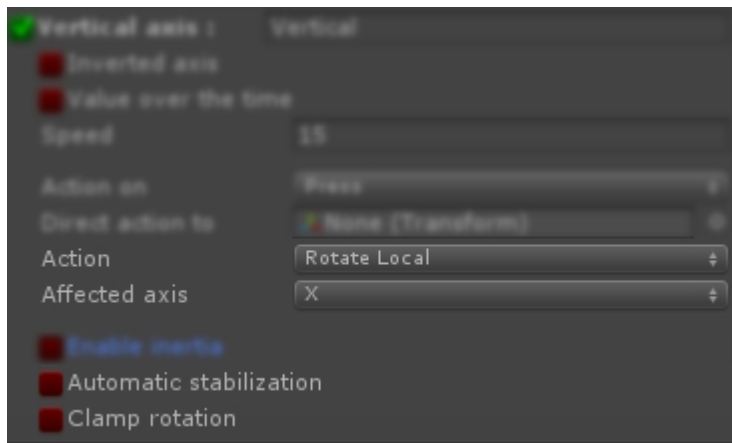 Vertical axis : Vertical
Inverted axis
Value over the time
Speed 15
Action on Press
Direct action to None (Transform)
Action Rotate Local
Affected axis X
Enable inertia
Automatic stabilization
Clamp rotation